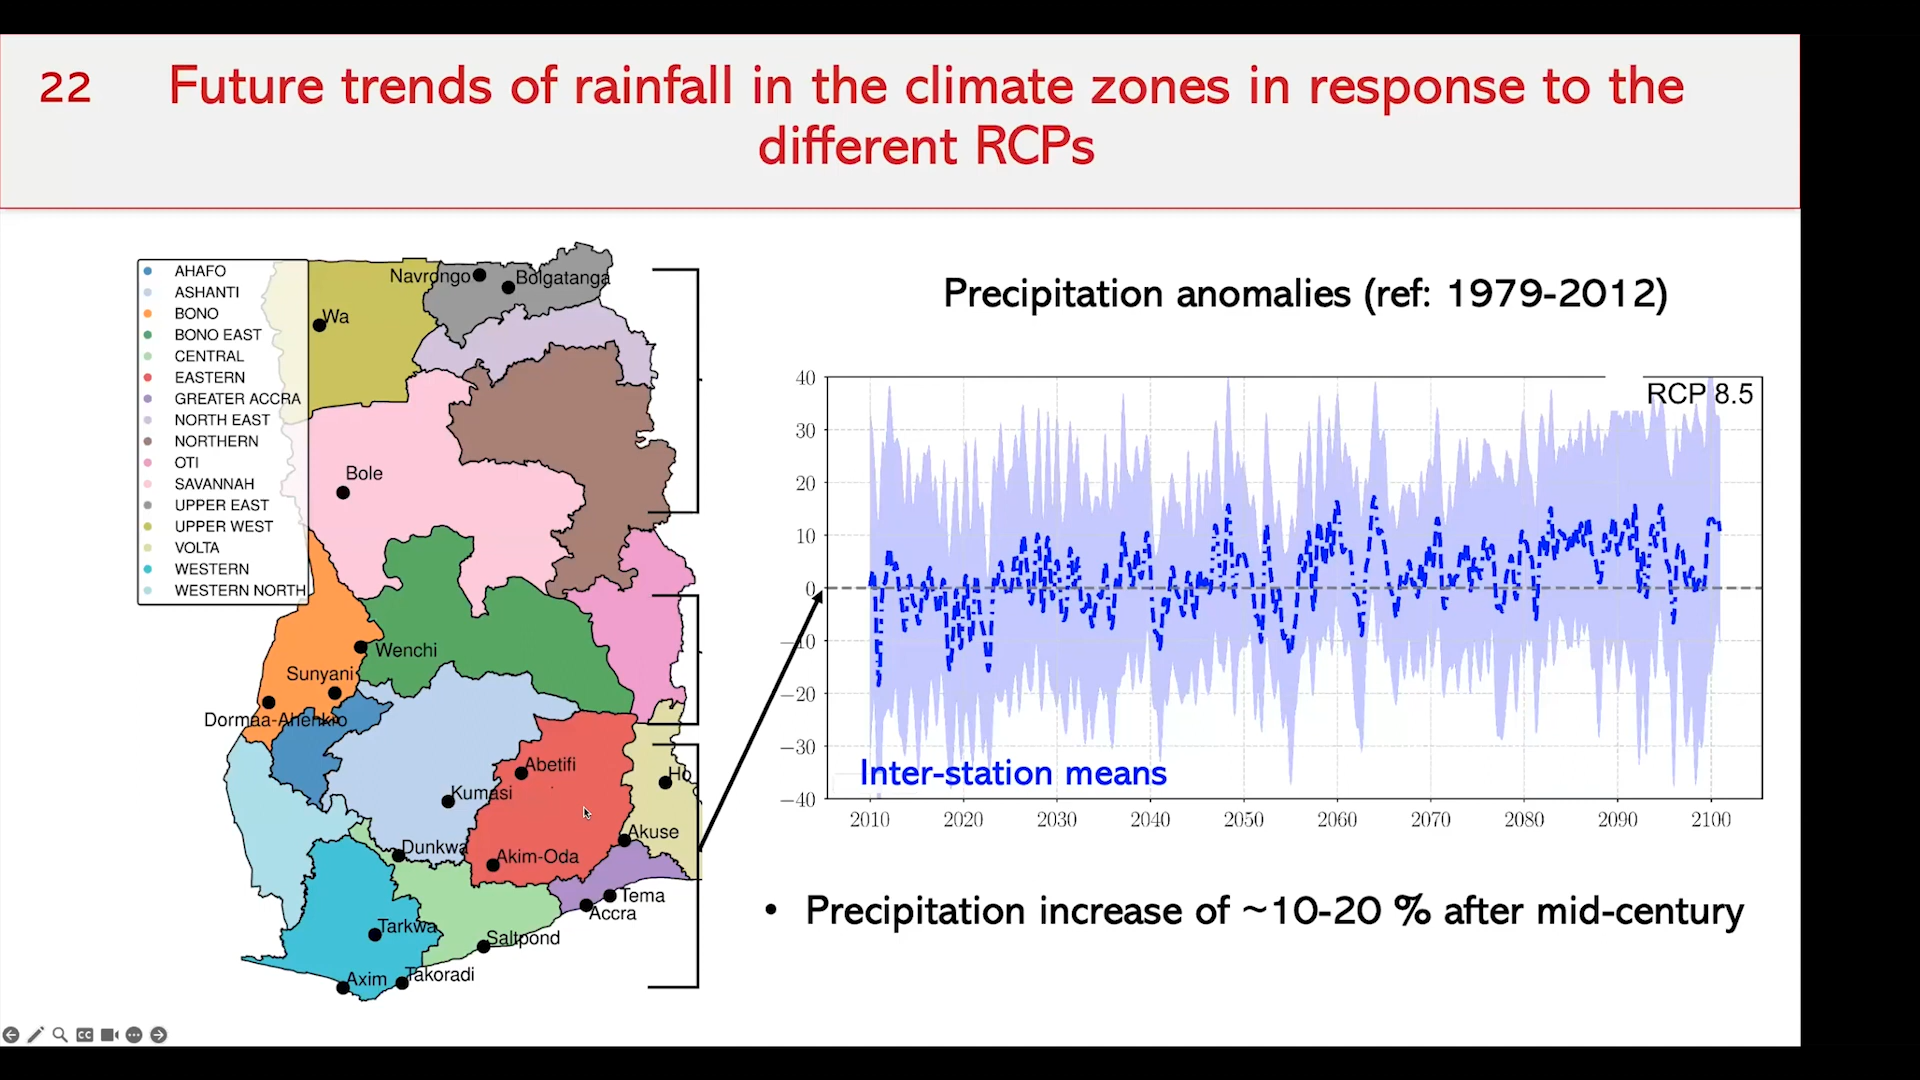 22
Future trends of rainfall in the climate zones in response to the
different RCPs
AHAFO
ASHANTI
BONO
BONO EAST
CENTRAL
EASTERN
GREATER ACCRA
NORTH EAST
NORTHERN
OTI
SAVANNAH
UPPER EAST
UPPER WEST
VOLTA
WESTERN
WESTERN NORTH
Navrongo
Bolgatanga
Wa
Bole
Wenchi
Sunyani
Dormaa-Ahenkro
Abetifi
Ho
Kumasi
Akuse
Dunkwa
Akim-Oda
Tema
Accra
Tarkwa
Saltpond
Takoradi
Axim
Precipitation anomalies (ref: 1979-2012)
RCP 8.5
40
30
20
10
0
−10
−20
−30
−40
Inter-station means
2010 2020 2030 2040 2050 2060 2070 2080 2090 2100
• Precipitation increase of ~10-20 % after mid-century
CC